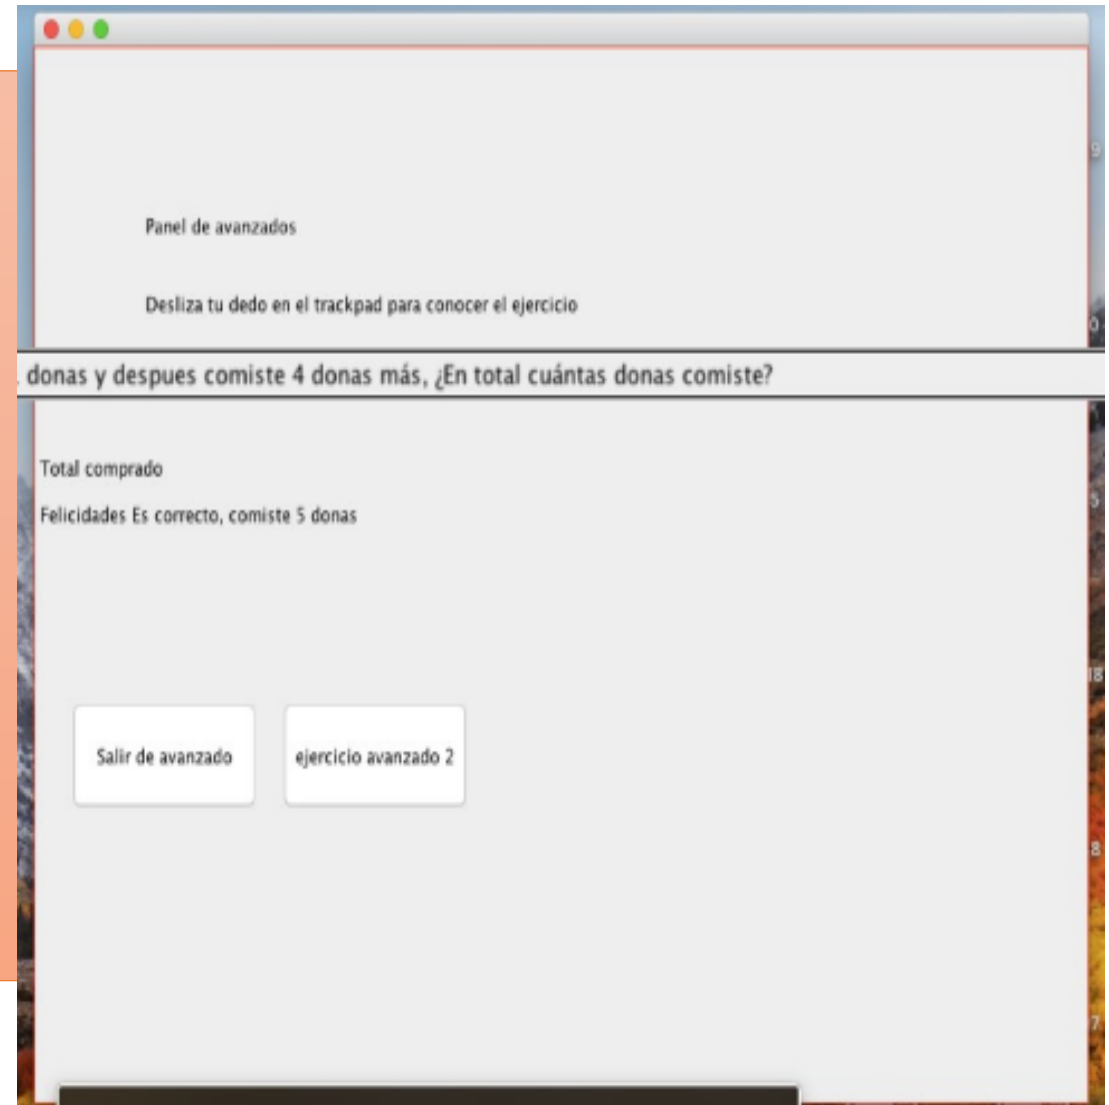 Panel de avanzados
Desliza tu dedo en el trackpad para conocer el ejercicio
donas y despues comiste 4 donas más, ¿En total cuántas donas comiste?
Total comprado
Felicidades Es correcto, comiste 5 donas
Salir de avanzado
ejercicio avanzado 2